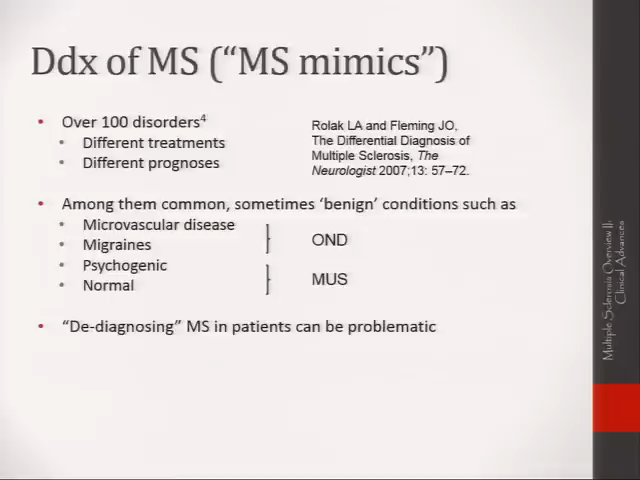 Ddx of MS (“MS mimics”)
• Over 100 disorders⁴
• Different treatments
• Different prognoses
Rolak LA and Fleming JO,
The Differential Diagnosis of
Multiple Sclerosis, The
Neurologist 2007;13: 57–72.
• Among them common, sometimes ‘benign’ conditions such as
• Microvascular disease
• Migraines
} OND
• Psychogenic
• Normal
} MUS
• “De-diagnosing” MS in patients can be problematic
Multiple Sclerosis Overview II:
Clinical Advances